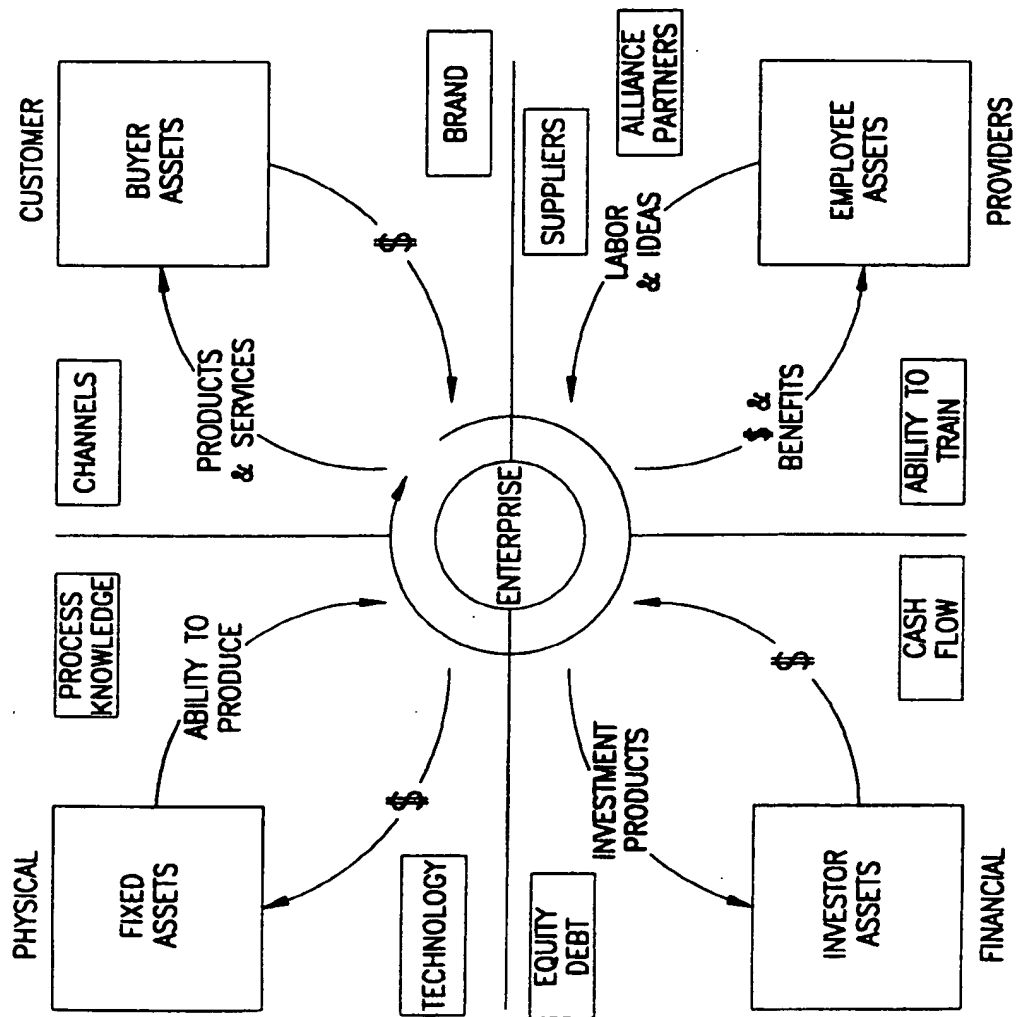 PHYSICAL
FIXED
ASSETS
PROCESS
KNOWLEDGE
ABILITY TO
PRODUCE
$
TECHNOLOGY
CUSTOMER
CHANNELS
BUYER
ASSETS
PRODUCTS
& SERVICES
$
BRAND
ENTERPRISE
EQUITY
DEBT
INVESTMENT
PRODUCTS
$
INVESTOR
ASSETS
CASH
FLOW
FINANCIAL
SUPPLIERS
ALLIANCE
PARTNERS
LABOR
& IDEAS
$ &
BENEFITS
EMPLOYEE
ASSETS
ABILITY TO
TRAIN
PROVIDERS